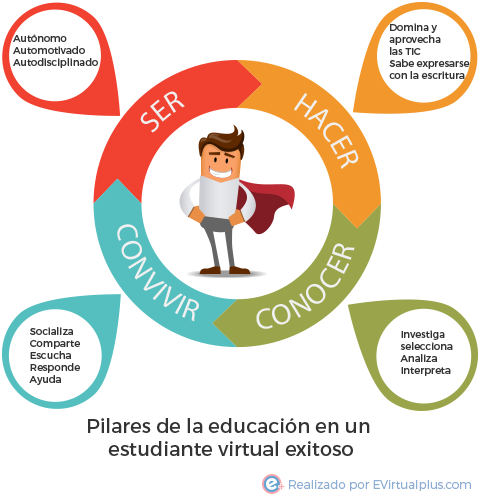 Autónomo
Automotivado
Autodisciplinado
Domina y
aprovecha
las TIC
Sabe expresarse
con la escritura
SER
HACER
CONVIVIR
CONOCER
Socializa
Comparte
Escucha
Responde
Ayuda
Investiga
selecciona
Analiza
Interpreta
Pilares de la educación en un
estudiante virtual exitoso
e+ Realizado por EVirtualplus.com